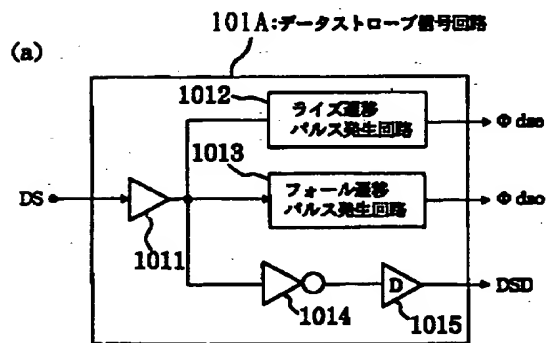 101A:データストローブ信号回路
(a)
1012
ライズ遷移
パルス発生回路
Φdse
1013
フォール遷移
パルス発生回路
Φdso
DS
1011
1014
D
1015
DSD